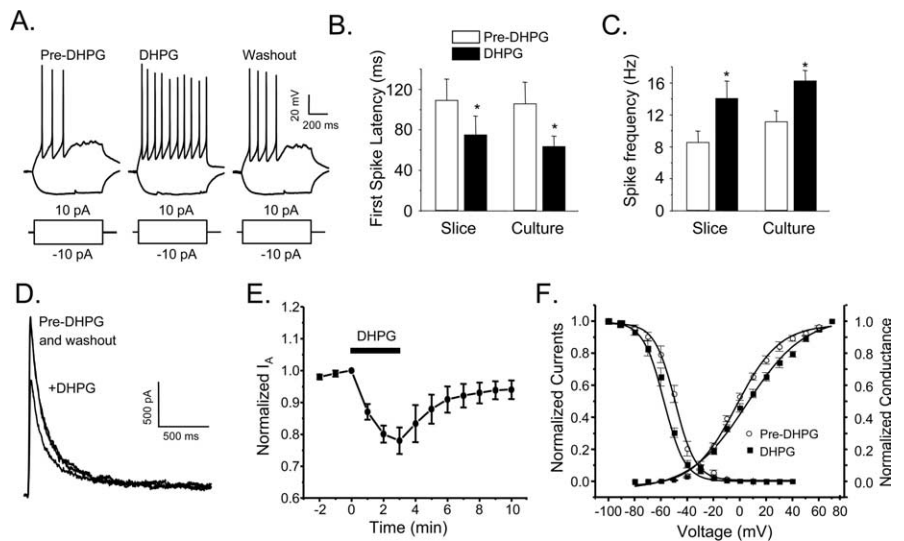 A.
Pre-DHPG DHPG Washout
20 mV
200 ms
10 pA 10 pA 10 pA
-10 pA -10 pA -10 pA
B.
Pre-DHPG
DHPG
First Spike Latency (ms)
120
80
40
0
*
*
Slice Culture
C.
Spike frequency (Hz)
16
12
8
4
0
*
*
Slice Culture
D.
Pre-DHPG
and washout
+DHPG
500 pA
500 ms
E.
Normalized IA
1.2
1.1
1.0
0.9
0.8
0.7
0.6
DHPG
-2 0 2 4 6 8 10
Time (min)
F.
Normalized Currents
1.0
0.8
0.6
0.4
0.2
0.0
Pre-DHPG
DHPG
1.0
0.8
0.6
0.4
0.2
0.0
Normalized Conductance
-100 -80 -60 -40 -20 0 20 40 60 80
Voltage (mV)